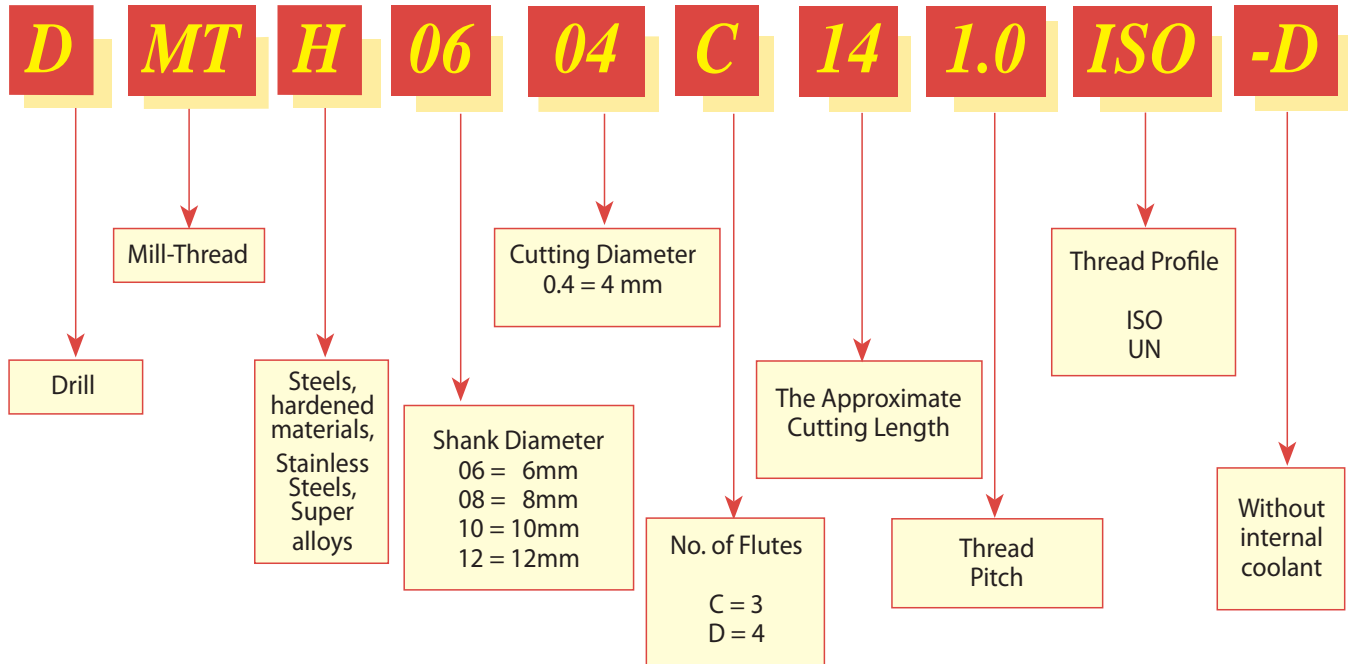 D MT H 06 04 C 14 1.0 ISO -D
Mill-Thread
Cutting Diameter
0.4 = 4 mm
Thread Profile
ISO
UN
Drill
Steels,
hardened
materials,
Stainless
Steels,
Super
alloys
Shank Diameter
06 = 6mm
08 = 8mm
10 = 10mm
12 = 12mm
The Approximate
Cutting Length
Without
internal
coolant
No. of Flutes
C = 3
D = 4
Thread
Pitch